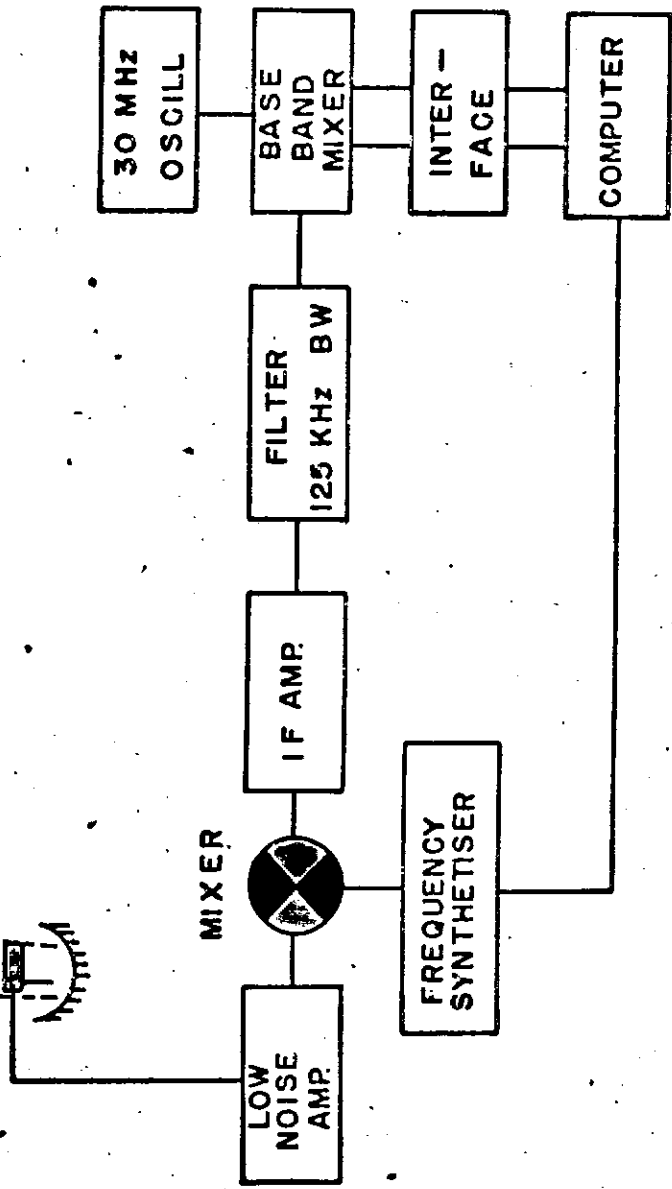 LOW
NOISE
AMP.
MIXER
FREQUENCY
SYNTHETISER
IF AMP.
FILTER
125 KHz BW
30 MHz
OSCILL
BASE
BAND
MIXER
INTER-
FACE
COMPUTER